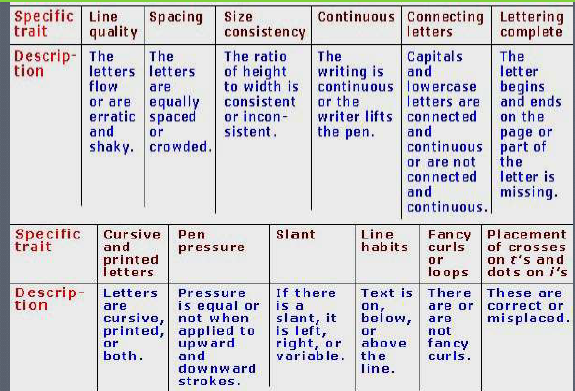 Specific trait | Line quality | Spacing | Size consistency | Continuous | Connecting letters | Lettering complete
Descrip-tion | The letters flow or are erratic and shaky. | The letters are equally spaced or crowded. | The ratio of height to width is consistent or incon-sistent. | The writing is continuous or the writer lifts the pen. | Capitals and lowercase letters are connected and continuous or are not connected and continuous. | The letter begins and ends on the page or part of the letter is missing.
Specific trait | Cursive and printed letters | Pen pressure | Slant | Line habits | Fancy curls or loops | Placement of crosses on t's and dots on i's
Descrip-tion | Letters are cursive, printed, or both. | Pressure is equal or not when applied to upward and downward strokes. | If there is a slant, it is left, right, or variable. | Text is on, below, or above the line. | There are or are not fancy curls. | These are correct or misplaced.